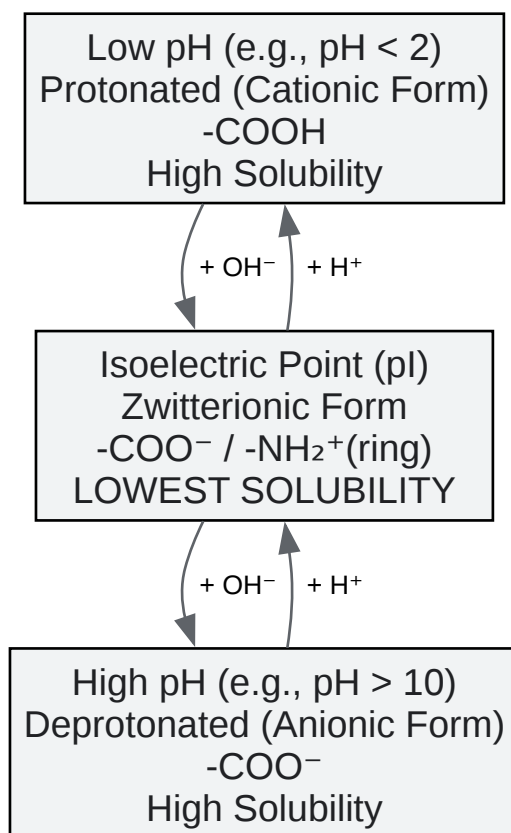 Low pH (e.g., pH < 2)
Protonated (Cationic Form)
-COOH
High Solubility
+ OH⁻
+ H⁺
Isoelectric Point (pI)
Zwitterionic Form
-COO⁻ / -NH₂⁺(ring)
LOWEST SOLUBILITY
+ OH⁻
+ H⁺
High pH (e.g., pH > 10)
Deprotonated (Anionic Form)
-COO⁻
High Solubility